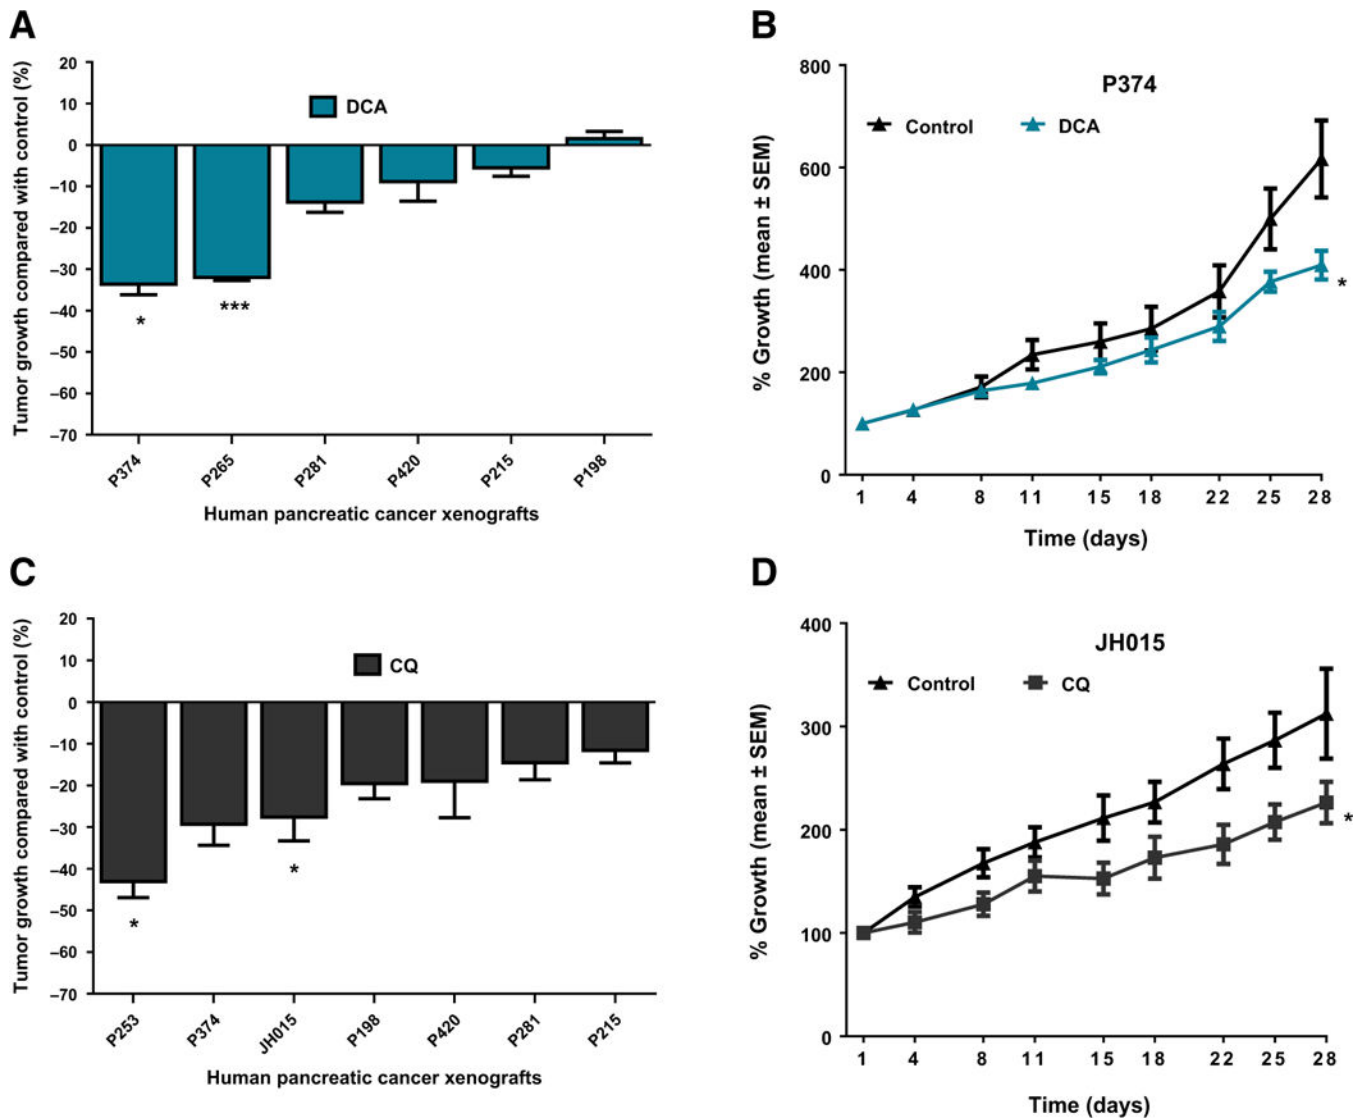 A
Tumor growth compared with control (%)
20
10
0
–10
–20
–30
–40
–50
–60
–70
DCA
*
***
P374
P265
P281
P420
P215
P198
Human pancreatic cancer xenografts
B
% Growth (mean ± SEM)
800
600
400
200
0
P374
Control
DCA
*
1 4 8 11 15 18 22 25 28
Time (days)
C
Tumor growth compared with control (%)
20
10
0
–10
–20
–30
–40
–50
–60
–70
CQ
*
*
P253
P374
JH015
P198
P420
P281
P215
Human pancreatic cancer xenografts
D
% Growth (mean ± SEM)
400
300
200
100
0
JH015
Control
CQ
*
1 4 8 11 15 18 22 25 28
Time (days)